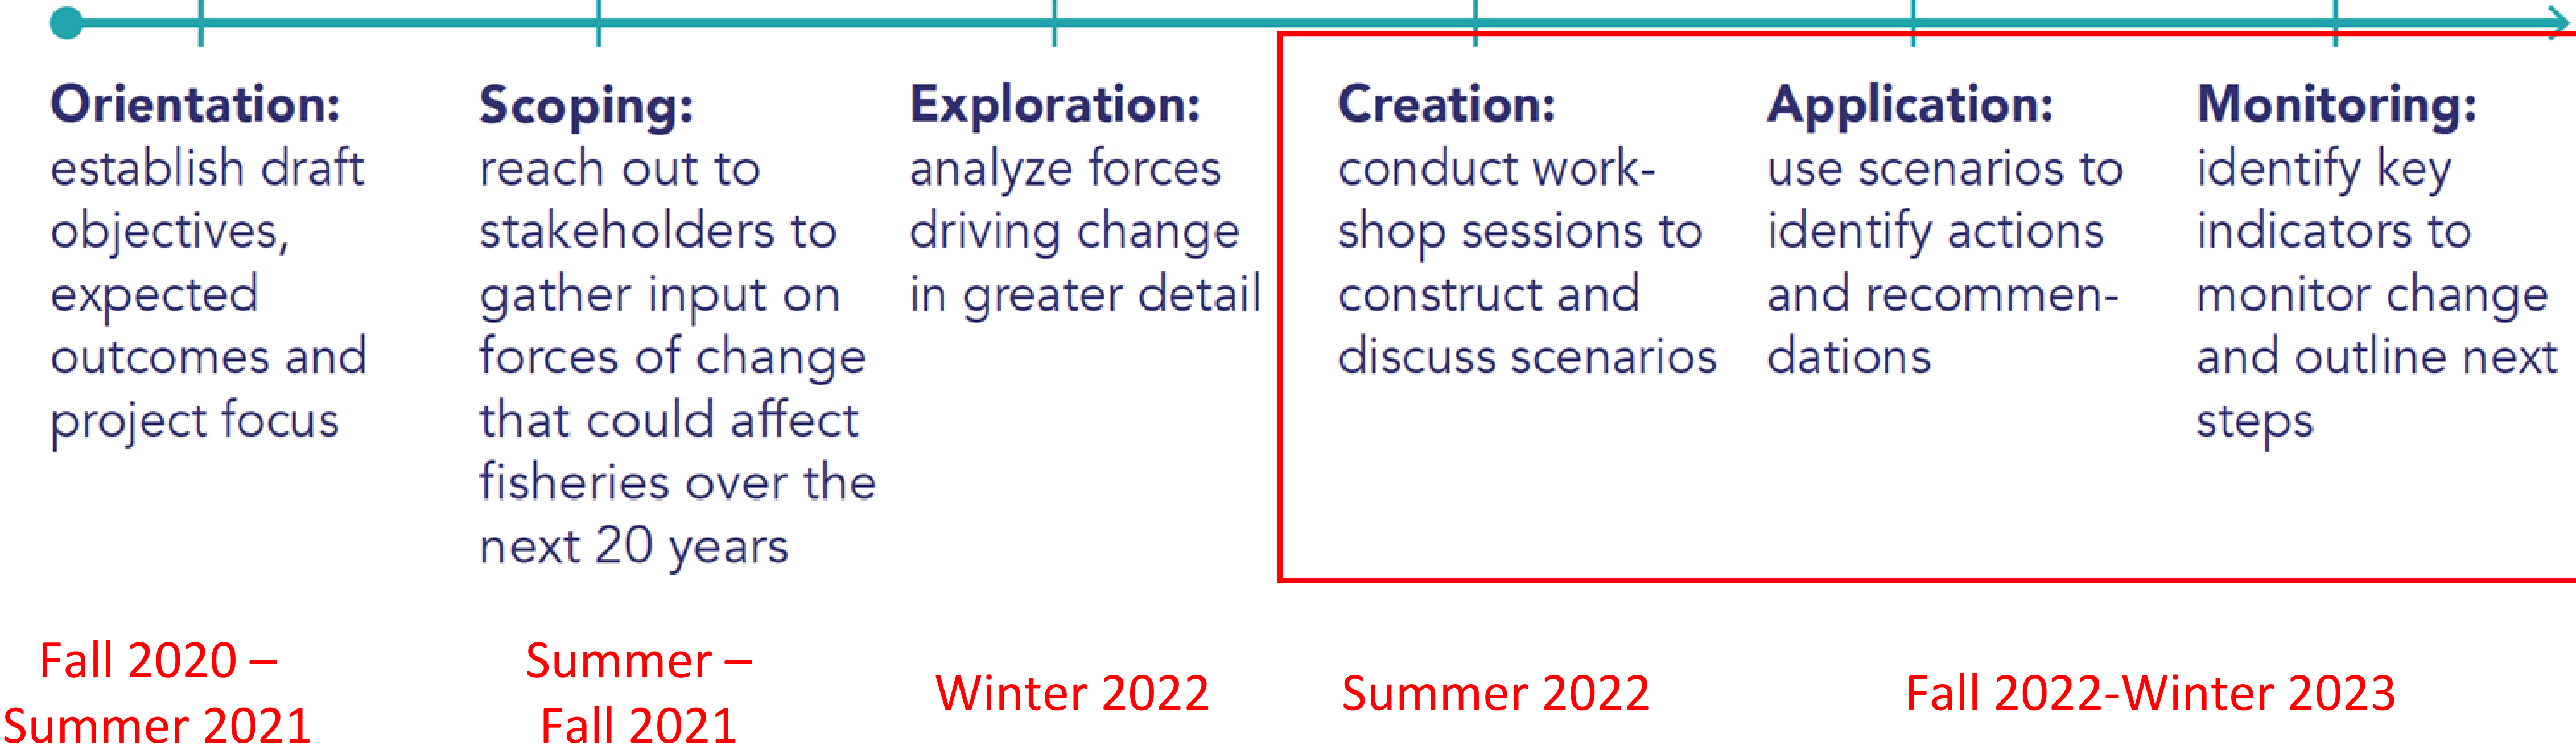 Orientation:
establish draft
objectives,
expected
outcomes and
project focus
Scoping:
reach out to
stakeholders to
gather input on
forces of change
that could affect
fisheries over the
next 20 years
Exploration:
analyze forces
driving change
in greater detail
Creation:
conduct work-
shop sessions to
construct and
discuss scenarios
Application:
use scenarios to
identify actions
and recommen-
dations
Monitoring:
identify key
indicators to
monitor change
and outline next
steps
Fall 2020 –
Summer 2021
Summer –
Fall 2021
Winter 2022
Summer 2022
Fall 2022-Winter 2023